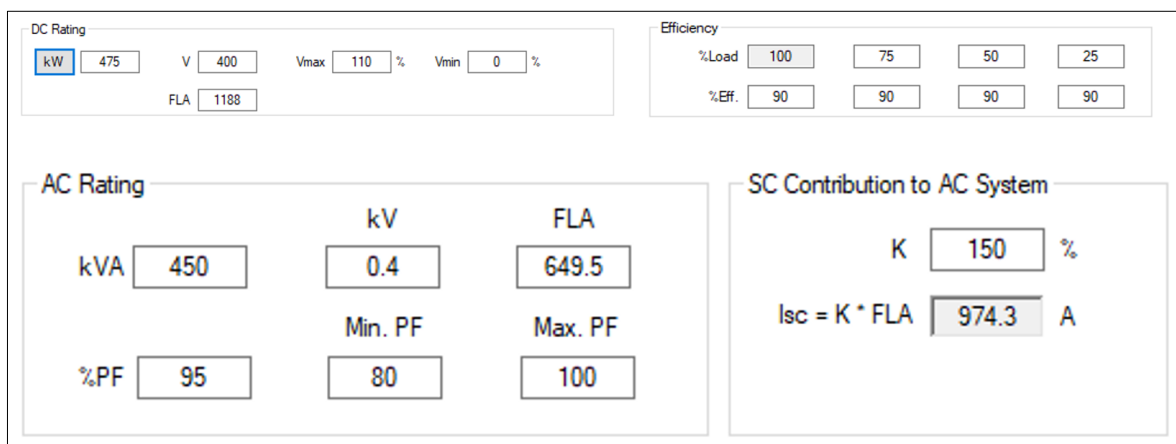 DC Rating
kW 475 V 400 Vmax 110 % Vmin 0 %
FLA 1188
Efficiency
%Load 100 75 50 25
%Eff. 90 90 90 90
AC Rating
kV FLA
kVA 450 0.4 649.5
Min. PF Max. PF
%PF 95 80 100
SC Contribution to AC System
K 150 %
Isc = K * FLA 974.3 A